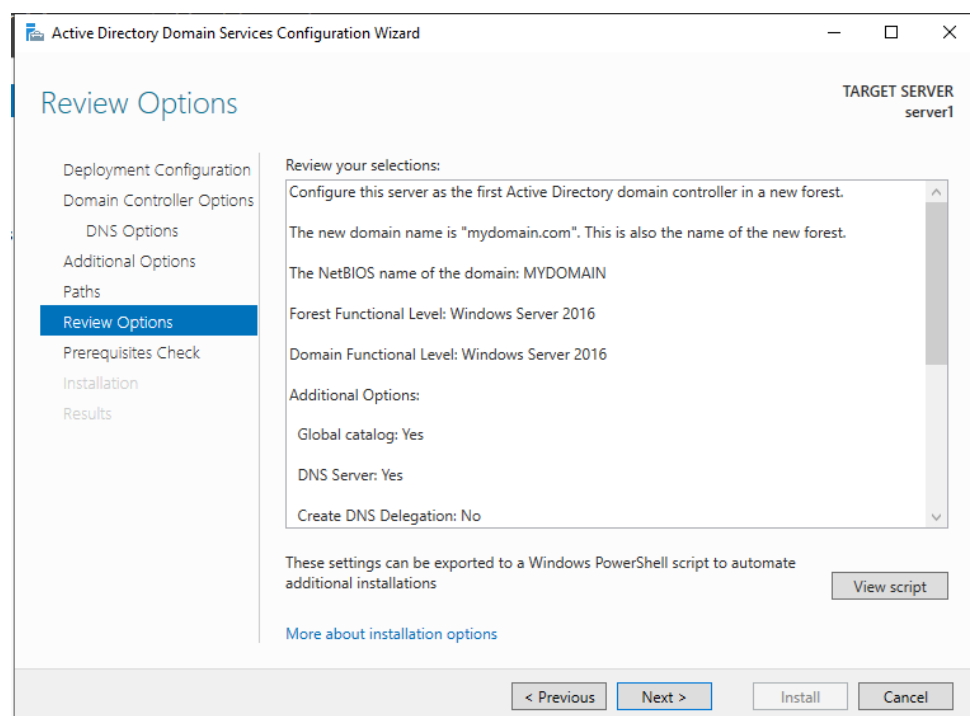 Active Directory Domain Services Configuration Wizard
Review Options
TARGET SERVER
server1
Deployment Configuration
Domain Controller Options
DNS Options
Additional Options
Paths
Review Options
Prerequisites Check
Installation
Results
Review your selections:
Configure this server as the first Active Directory domain controller in a new forest.
The new domain name is "mydomain.com". This is also the name of the new forest.
The NetBIOS name of the domain: MYDOMAIN
Forest Functional Level: Windows Server 2016
Domain Functional Level: Windows Server 2016
Additional Options:
Global catalog: Yes
DNS Server: Yes
Create DNS Delegation: No
These settings can be exported to a Windows PowerShell script to automate
additional installations
View script
More about installation options
< Previous
Next >
Install
Cancel